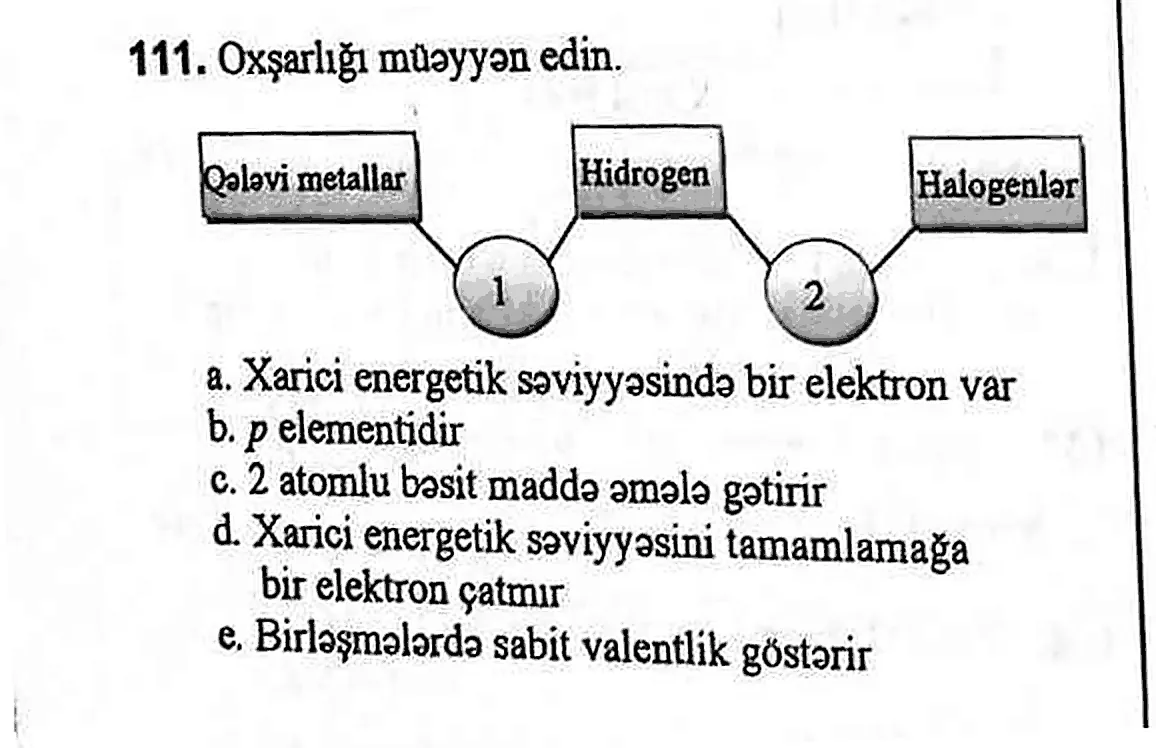 111. Oxşarlığı müəyyən edin.
Qələvi metallar
Hidrogen
Halogenlər
1
2
a. Xarici energetik səviyyəsində bir elektron var
b. p elementidir
c. 2 atomlu bəsit maddə əmələ gətirir
d. Xarici energetik səviyyəsini tamamlamağa
bir elektron çatmır
e. Birləşmələrdə sabit valentlik göstərir